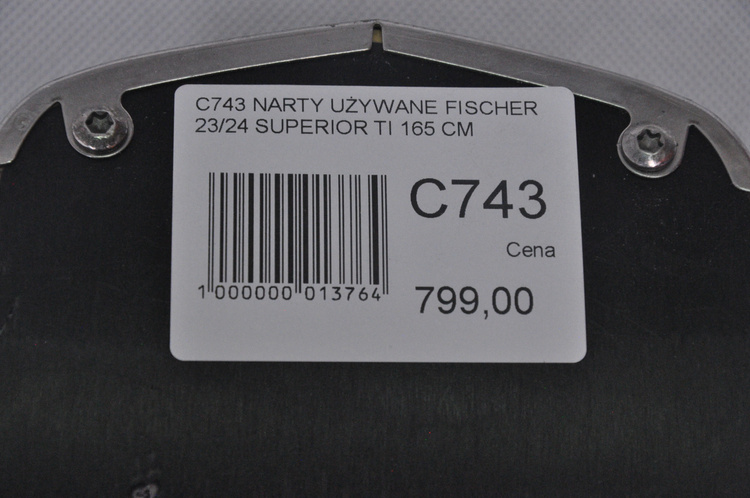 C743 NARTY UŻYWANE FISCHER
23/24 SUPERIOR TI 165 CM
C743
Cena
799,00
1 000000 013764